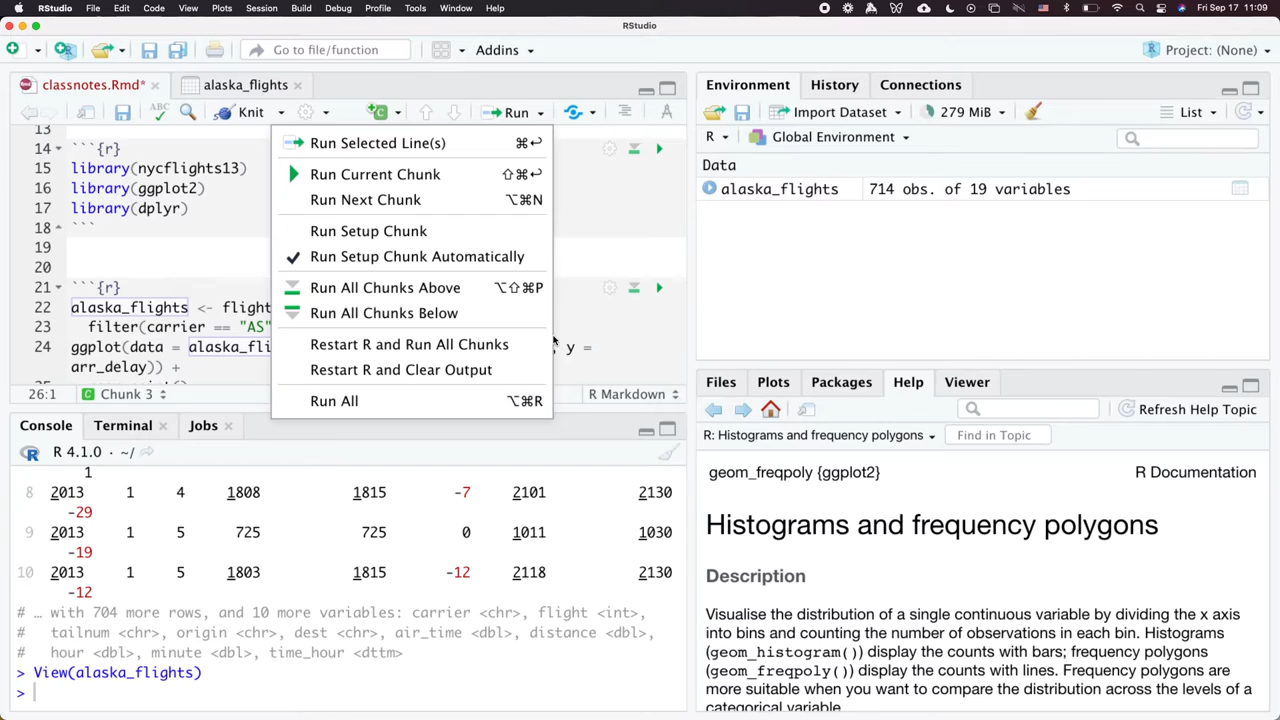 RStudio File Edit Code View Plots Session Build Debug Profile Tools Window Help Fri Sep 17 11:09
RStudio
Go to file/function Addins Project: (None)
classnotes.Rmd* alaska_flights
ABC Knit Run
13
14 ```{r}
15 library(nycflights13)
16 library(ggplot2)
17 library(dplyr)
18 ```
19
20
21 ```{r}
22 alaska_flights <- flight
23 filter(carrier == "AS"
24 ggplot(data = alaska_fli , y =
arr_delay)) +
26:1 Chunk 3 R Markdown
Run Selected Line(s) ⌘↩
Run Current Chunk ⇧⌘↩
Run Next Chunk ⌥⌘N
Run Setup Chunk
Run Setup Chunk Automatically
Run All Chunks Above ⌥⇧⌘P
Run All Chunks Below
Restart R and Run All Chunks
Restart R and Clear Output
Run All ⌥⌘R
Console Terminal Jobs
R 4.1.0 · ~/
1
8 2013 1 4 1808 1815 -7 2101 2130
-29
9 2013 1 5 725 725 0 1011 1030
-19
10 2013 1 5 1803 1815 -12 2118 2130
-12
# … with 704 more rows, and 10 more variables: carrier <chr>, flight <int>,
# tailnum <chr>, origin <chr>, dest <chr>, air_time <dbl>, distance <dbl>,
# hour <dbl>, minute <dbl>, time_hour <dttm>
> View(alaska_flights)
>
Environment History Connections
Import Dataset 279 MiB List
R Global Environment
Data
alaska_flights 714 obs. of 19 variables
Files Plots Packages Help Viewer
Refresh Help Topic
R: Histograms and frequency polygons Find in Topic
geom_freqpoly {ggplot2} R Documentation
Histograms and frequency polygons
Description
Visualise the distribution of a single continuous variable by dividing the x axis
into bins and counting the number of observations in each bin. Histograms
(geom_histogram()) display the counts with bars; frequency polygons
(geom_freqpoly()) display the counts with lines. Frequency polygons are
more suitable when you want to compare the distribution across the levels of a
categorical variable.